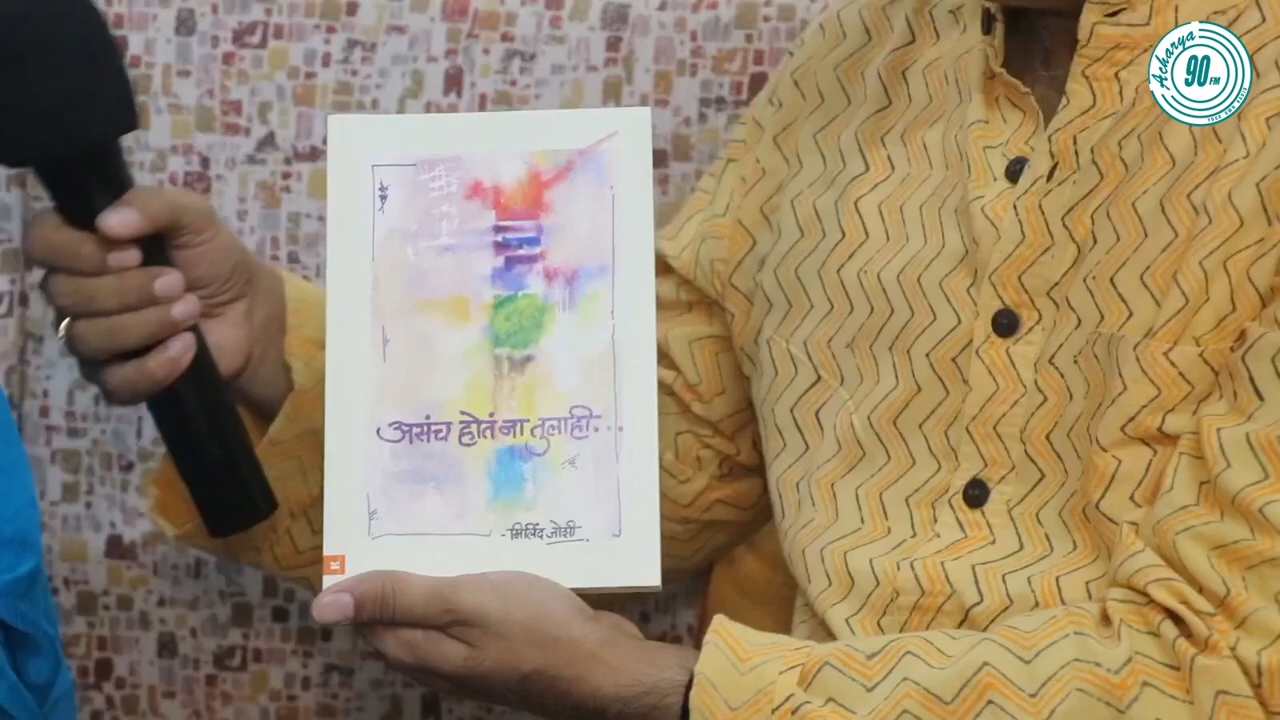 Acharya
90 FM
असंच होतं ना तुलाही...
- मिलिंद जोशी.
K